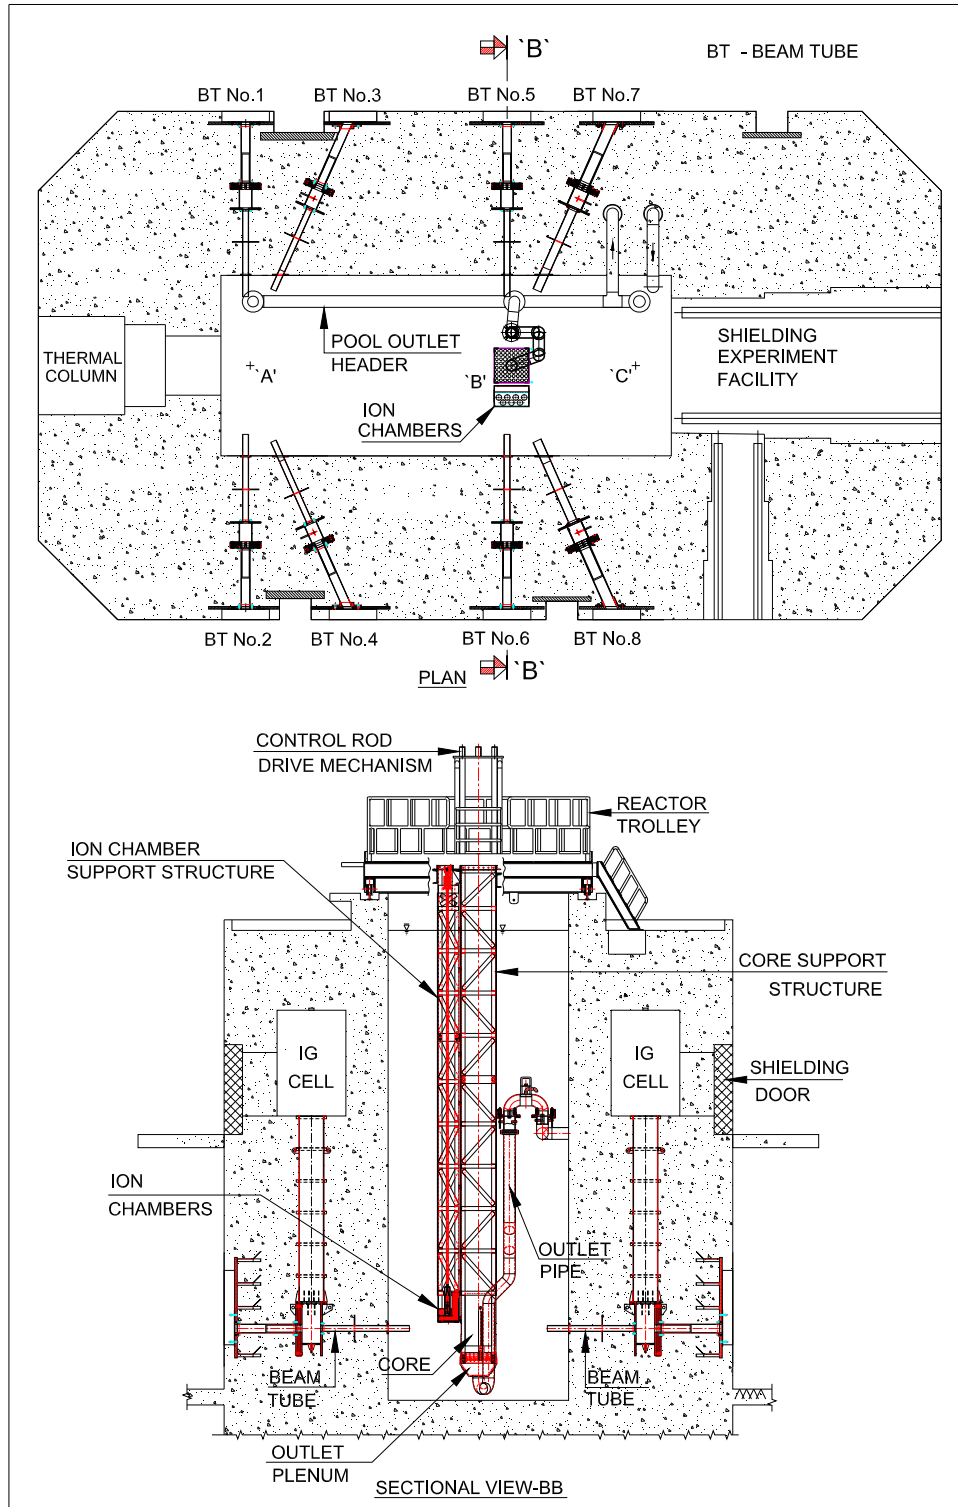 `B`
BT - BEAM TUBE
BT No.1
BT No.3
BT No.5
BT No.7
THERMAL
COLUMN
POOL OUTLET
HEADER
`A'
`B'
`C'
ION
CHAMBERS
SHIELDING
EXPERIMENT
FACILITY
BT No.2
BT No.4
BT No.6
BT No.8
PLAN
`B`
CONTROL ROD
DRIVE MECHANISM
REACTOR
TROLLEY
ION CHAMBER
SUPPORT STRUCTURE
CORE SUPPORT
STRUCTURE
IG
CELL
IG
CELL
SHIELDING
DOOR
ION
CHAMBERS
OUTLET
PIPE
CORE
BEAM
TUBE
BEAM
TUBE
OUTLET
PLENUM
SECTIONAL VIEW-BB